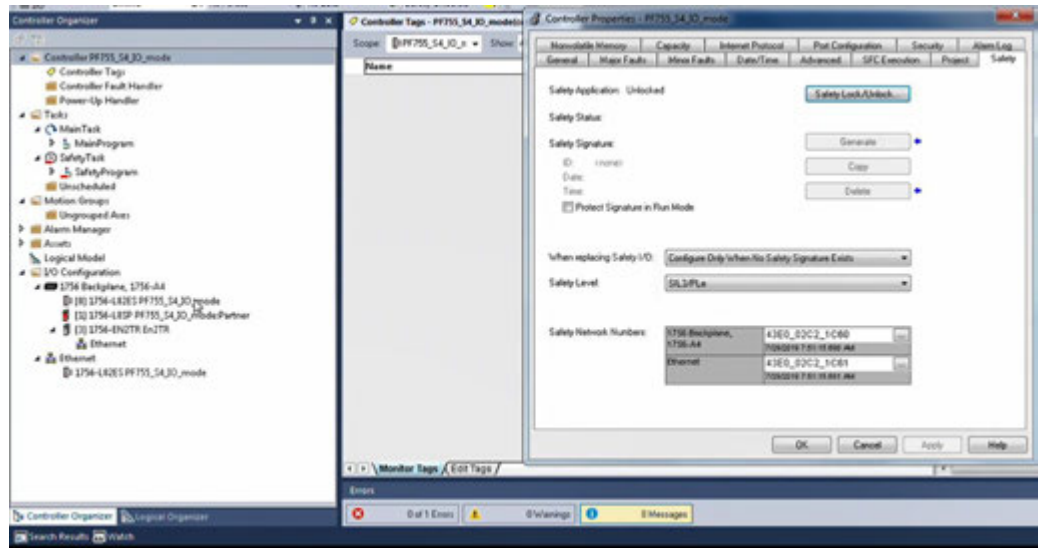 Controller Organizer
Controller PF755_S4_IO_mode
Controller Tags
Controller Fault Handler
Power-Up Handler
Tasks
MainTask
MainProgram
SafetyTask
SafetyProgram
Unscheduled
Motion Groups
Ungrouped Axes
Alarm Manager
Assets
Logical Model
I/O Configuration
1756 Backplane, 1756-A4
[0] 1756-L82ES PF755_S4_IO_mode
[1] 1756-L8SP PF755_S4_IO_mode:Partner
[3] 1756-EN2TR En2TR
Ethernet
Ethernet
1756-L82ES PF755_S4_IO_mode
Controller Organizer
Logical Organizer
Search Results
Watch
Controller Tags - PF755_S4_IO_mode(co
Scope:
PF755_S4_IO_n
Show:
Name
Monitor Tags
Edit Tags
Errors
0 of 1 Errors
0 Warnings
0 Messages
Controller Properties - PF755_S4_IO_mode
Nonvolatile Memory
Capacity
Internet Protocol
Port Configuration
Security
Alarm Log
General
Major Faults
Minor Faults
Date/Time
Advanced
SFC Execution
Project
Safety
Safety Application: Unlocked
Safety Lock/Unlock...
Safety Status:
Safety Signature:
Generate
ID: <none>
Copy
Date:
Time:
Delete
Protect Signature in Run Mode
When replacing Safety I/O:
Configure Only When No Safety Signature Exists
Safety Level:
SIL3/PLe
Safety Network Numbers:
1756 Backplane, 1756-A4
43E0_02C2_1C60
Ethernet
43E0_02C2_1C61
OK
Cancel
Apply
Help